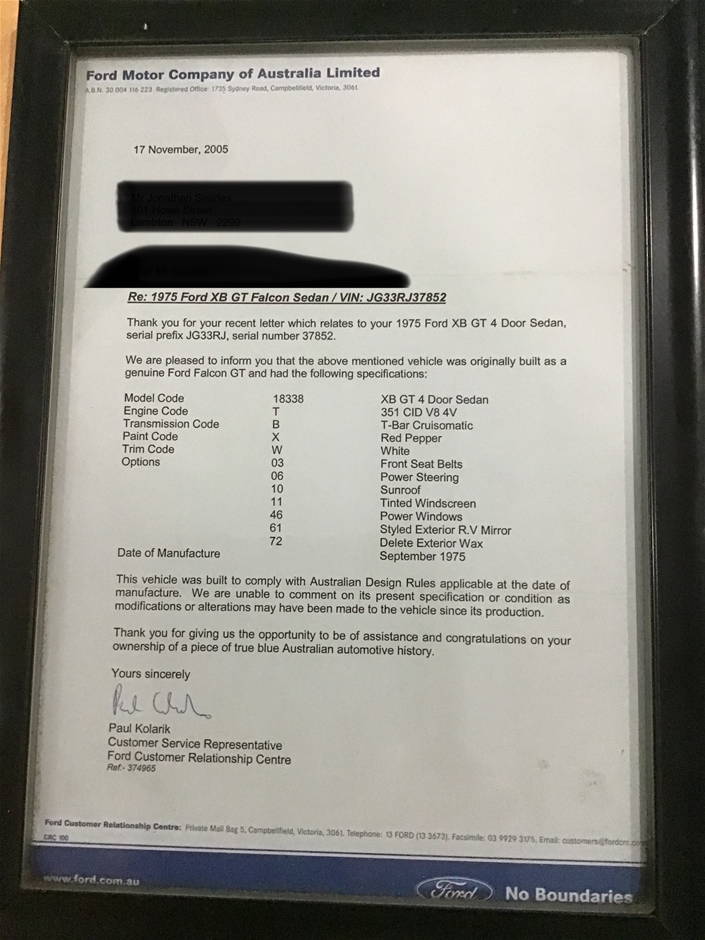 Ford Motor Company of Australia Limited
A.B.N. 30 004 116 223 Registered Office: 1735 Sydney Road, Campbellfield, Victoria, 3061
17 November, 2005
Re: 1975 Ford XB GT Falcon Sedan / VIN: JG33RJ37852
Thank you for your recent letter which relates to your 1975 Ford XB GT 4 Door Sedan,
serial prefix JG33RJ, serial number 37852.
We are pleased to inform you that the above mentioned vehicle was originally built as a
genuine Ford Falcon GT and had the following specifications:
Model Code 18338 XB GT 4 Door Sedan
Engine Code T 351 CID V8 4V
Transmission Code B T-Bar Cruisomatic
Paint Code X Red Pepper
Trim Code W White
Options 03 Front Seat Belts
06 Power Steering
10 Sunroof
11 Tinted Windscreen
46 Power Windows
61 Styled Exterior R.V Mirror
72 Delete Exterior Wax
Date of Manufacture September 1975
This vehicle was built to comply with Australian Design Rules applicable at the date of
manufacture. We are unable to comment on its present specification or condition as
modifications or alterations may have been made to the vehicle since its production.
Thank you for giving us the opportunity to be of assistance and congratulations on your
ownership of a piece of true blue Australian automotive history.
Yours sincerely
Paul Kolarik
Customer Service Representative
Ford Customer Relationship Centre
Ref:- 374965
Ford Customer Relationship Centre: Private Mail Bag 5, Campbellfield, Victoria, 3061. Telephone: 13 FORD (13 3673). Facsimile: 03 9929 3175. Email: customers@fordcrc.com
CRC 100
www.ford.com.au
Ford No Boundaries